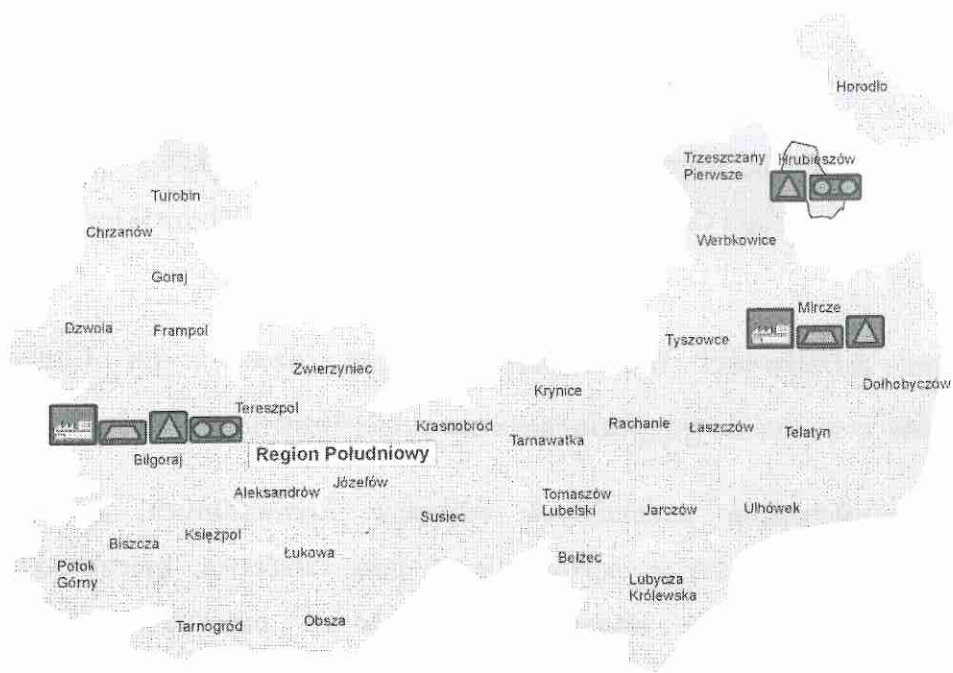 Horodło
Trzeszczany
Pierwsze
Hrubieszów
Turobin
Chrzanów
Werbkowice
Goraj
Mircze
Dzwola
Frampol
Tyszowce
Zwierzyniec
Krynice
Dołhobyczów
Tereszpol
Krasnobród
Rachanie
Łaszczów
Telatyn
Tarnawatka
Biłgoraj
Region Południowy
Aleksandrów
Józefów
Tomaszów
Lubelski
Jarczów
Ulhówek
Susiec
Biszcza
Księżpol
Łukowa
Bełżec
Potok
Górny
Lubycza
Królewska
Tarnogród
Obsza